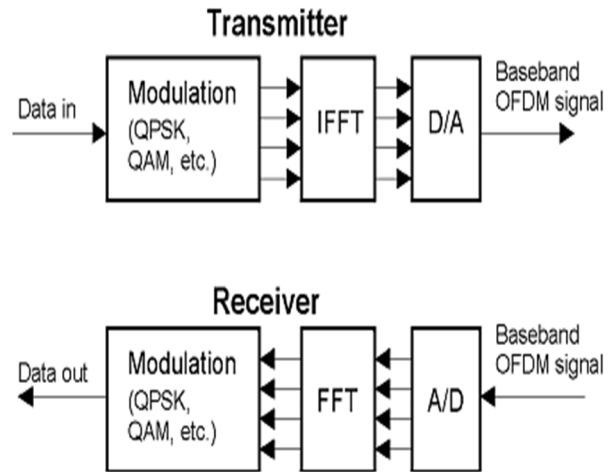 Transmitter
Data in
Modulation
(QPSK,
QAM, etc.)
IFFT
D/A
Baseband
OFDM signal
Receiver
Data out
Modulation
(QPSK,
QAM, etc.)
FFT
A/D
Baseband
OFDM signal